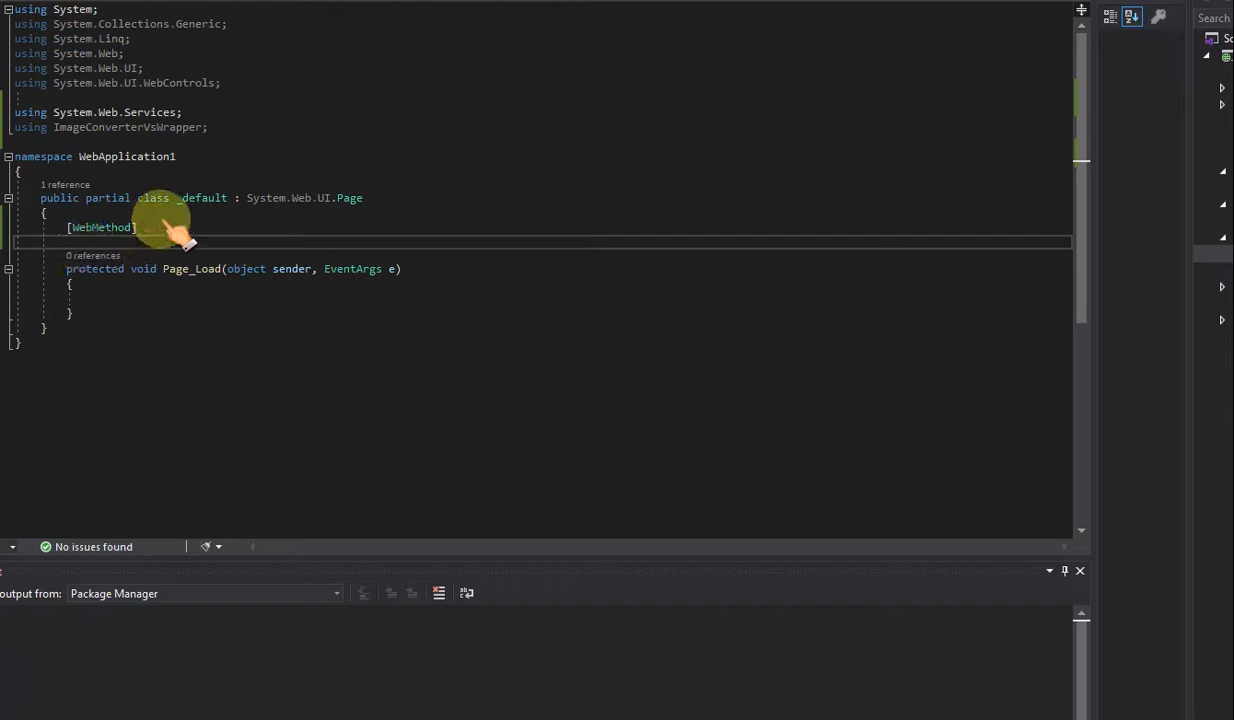 using System;
using System.Collections.Generic;
using System.Linq;
using System.Web;
using System.Web.UI;
using System.Web.UI.WebControls;
using System.Web.Services;
using ImageConverterVsWrapper;
namespace WebApplication1
{
1 reference
public partial class _default : System.Web.UI.Page
{
[WebMethod]
0 references
protected void Page_Load(object sender, EventArgs e)
{
}
}
}
No issues found
output from: Package Manager
Search